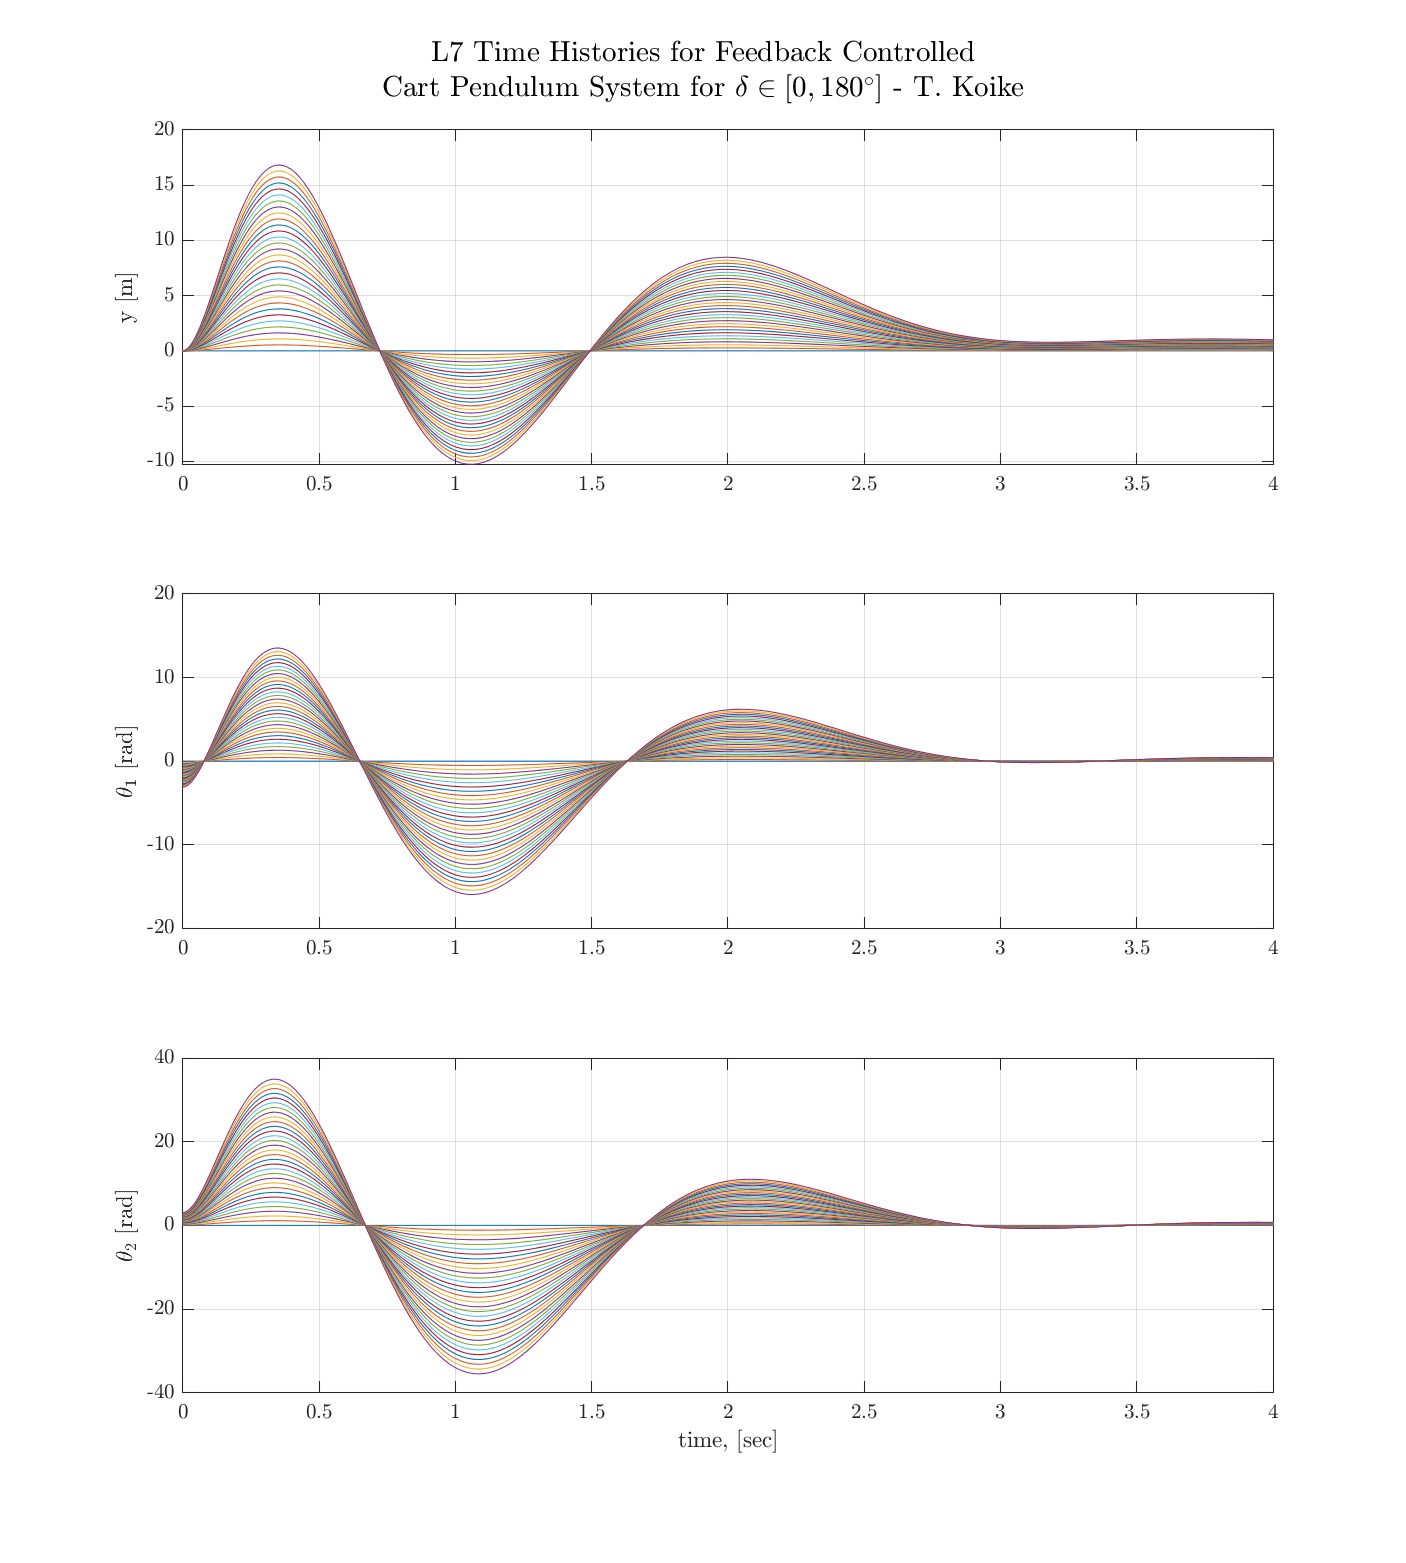 L7 Time Histories for Feedback Controlled
Cart Pendulum System for δ ∈ [0, 180°] - T. Koike
20
15
10
5
0
-5
-10
y [m]
0 0.5 1 1.5 2 2.5 3 3.5 4
20
10
0
-10
-20
θ₁ [rad]
0 0.5 1 1.5 2 2.5 3 3.5 4
40
20
0
-20
-40
θ₂ [rad]
0 0.5 1 1.5 2 2.5 3 3.5 4
time, [sec]